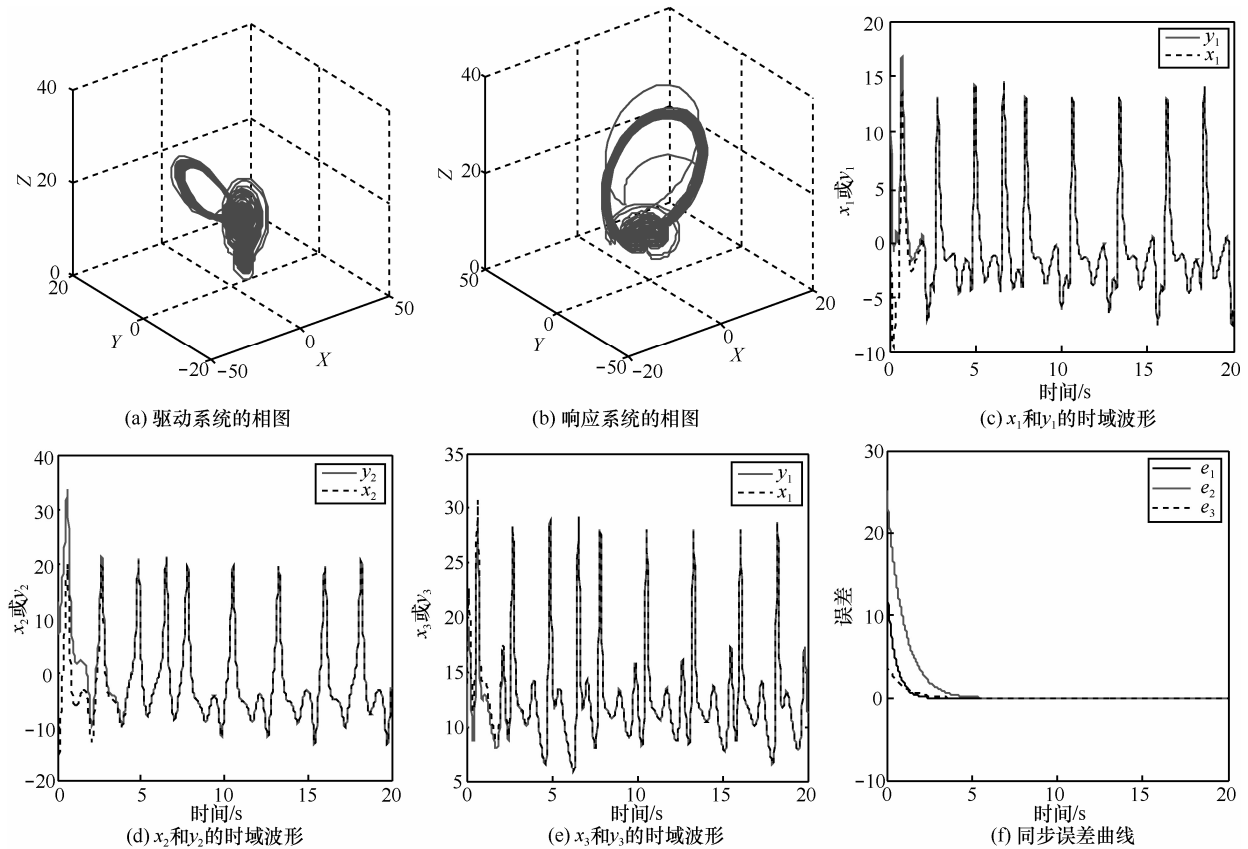 40
20
0
20
0
-20
-50
0
50
Z
Y
X
(a) 驱动系统的相图
40
20
0
50
0
-50
-20
0
20
Z
Y
X
(b) 响应系统的相图
20
15
10
5
0
-5
-10
0
5
10
15
20
x₁或y₁
y₁
x₁
时间/s
(c) x₁和y₁的时域波形
40
30
20
10
0
-10
-20
0
5
10
15
20
x₂或y₂
y₂
x₂
时间/s
(d) x₂和y₂的时域波形
35
30
25
20
15
10
5
0
5
10
15
20
x₃或y₃
y₁
x₁
时间/s
(e) x₃和y₃的时域波形
30
20
10
0
-10
0
5
10
15
20
误差
e₁
e₂
e₃
时间/s
(f) 同步误差曲线